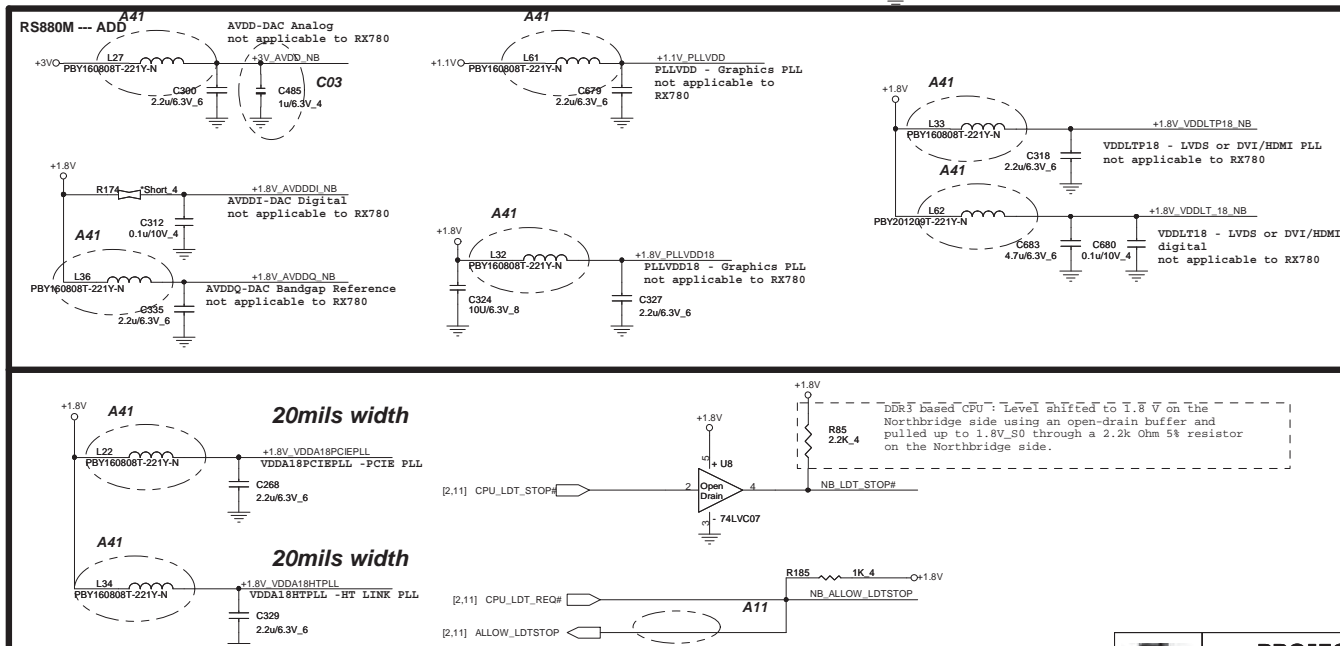 RS880M --- ADD
A41
AVDD-DAC Analog
not applicable to RX780
+3VO
L27
PBY160808T-221Y-N
+3V_AVDD_NB
C300
2.2u/6.3V_6
C485
1u/6.3V_4
C03
A41
+1.1V
L61
PBY160808T-221Y-N
+1.1V_PLLVDD
PLLVDD - Graphics PLL
not applicable to
RX780
C679
2.2u/6.3V_6
+1.8V
A41
L33
PBY160808T-221Y-N
+1.8V_VDDLTP18_NB
VDDLTP18 - LVDS or DVI/HDMI PLL
not applicable to RX780
C318
2.2u/6.3V_6
A41
L62
PBY201209T-221Y-N
+1.8V_VDDLT_18_NB
VDDLT18 - LVDS or DVI/HDMI
digital
not applicable to RX780
C683
4.7u/6.3V_6
C680
0.1u/10V_4
+1.8V
R174
*Short_4
+1.8V_AVDDDI_NB
AVDDI-DAC Digital
not applicable to RX780
C312
0.1u/10V_4
A41
L36
PBY160808T-221Y-N
+1.8V_AVDDQ_NB
AVDDQ-DAC Bandgap Reference
not applicable to RX780
C335
2.2u/6.3V_6
A41
+1.8V
L32
PBY160808T-221Y-N
+1.8V_PLLVDD18
PLLVDD18 - Graphics PLL
not applicable to RX780
C324
10U/6.3V_8
C327
2.2u/6.3V_6
+1.8V
A41
20mils width
L22
PBY160808T-221Y-N
+1.8V_VDDA18PCIEPLL
VDDA18PCIEPLL -PCIE PLL
C268
2.2u/6.3V_6
A41
20mils width
L34
PBY160808T-221Y-N
+1.8V_VDDA18HTPLL
VDDA18HTPLL -HT LINK PLL
C329
2.2u/6.3V_6
+1.8V
+1.8V
R85
2.2K_4
DDR3 based CPU : Level shifted to 1.8 V on the
Northbridge side using an open-drain buffer and
pulled up to 1.8V_S0 through a 2.2k Ohm 5% resistor
on the Northbridge side.
5
+ U8
[2,11] CPU_LDT_STOP#
2
Open
Drain
4
NB_LDT_STOP#
3
- 74LVC07
R185
1K_4
+1.8V
[2,11] CPU_LDT_REQ#
NB_ALLOW_LDTSTOP
A11
[2,11] ALLOW_LDTSTOP